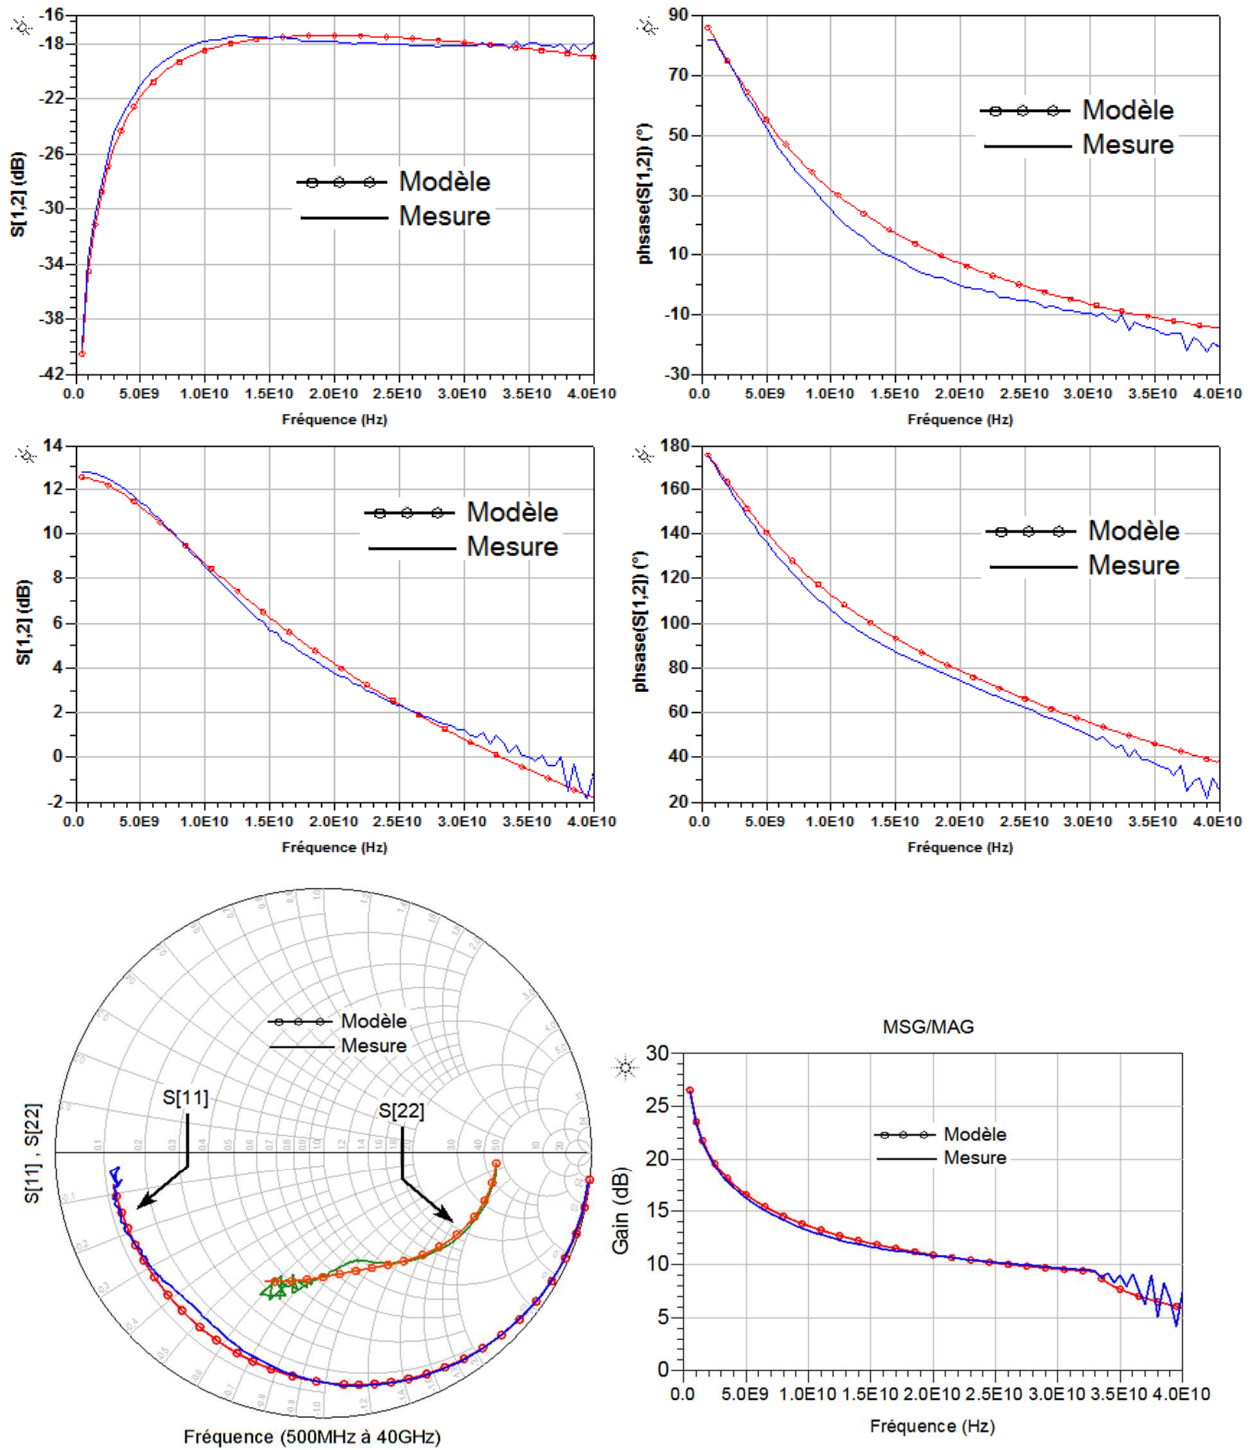 -16
-18
-22
-26
-30
-34
-38
-42
S[1,2] (dB)
Modèle
Mesure
0.0 5.0E9 1.0E10 1.5E10 2.0E10 2.5E10 3.0E10 3.5E10 4.0E10
Fréquence (Hz)
90
70
50
30
10
-10
-30
phsase(S[1,2]) (°)
Modèle
Mesure
0.0 5.0E9 1.0E10 1.5E10 2.0E10 2.5E10 3.0E10 3.5E10 4.0E10
Fréquence (Hz)
14
12
10
8
6
4
2
0
-2
S[1,2] (dB)
Modèle
Mesure
0.0 5.0E9 1.0E10 1.5E10 2.0E10 2.5E10 3.0E10 3.5E10 4.0E10
Fréquence (Hz)
180
160
140
120
100
80
60
40
20
phsase(S[1,2]) (°)
Modèle
Mesure
0.0 5.0E9 1.0E10 1.5E10 2.0E10 2.5E10 3.0E10 3.5E10 4.0E10
Fréquence (Hz)
S[11] , S[22]
Modèle
Mesure
S[11]
S[22]
Fréquence (500MHz à 40GHz)
MSG/MAG
30
25
20
15
10
5
0
Gain (dB)
Modèle
Mesure
0.0 5.0E9 1.0E10 1.5E10 2.0E10 2.5E10 3.0E10 3.5E10 4.0E10
Fréquence (Hz)